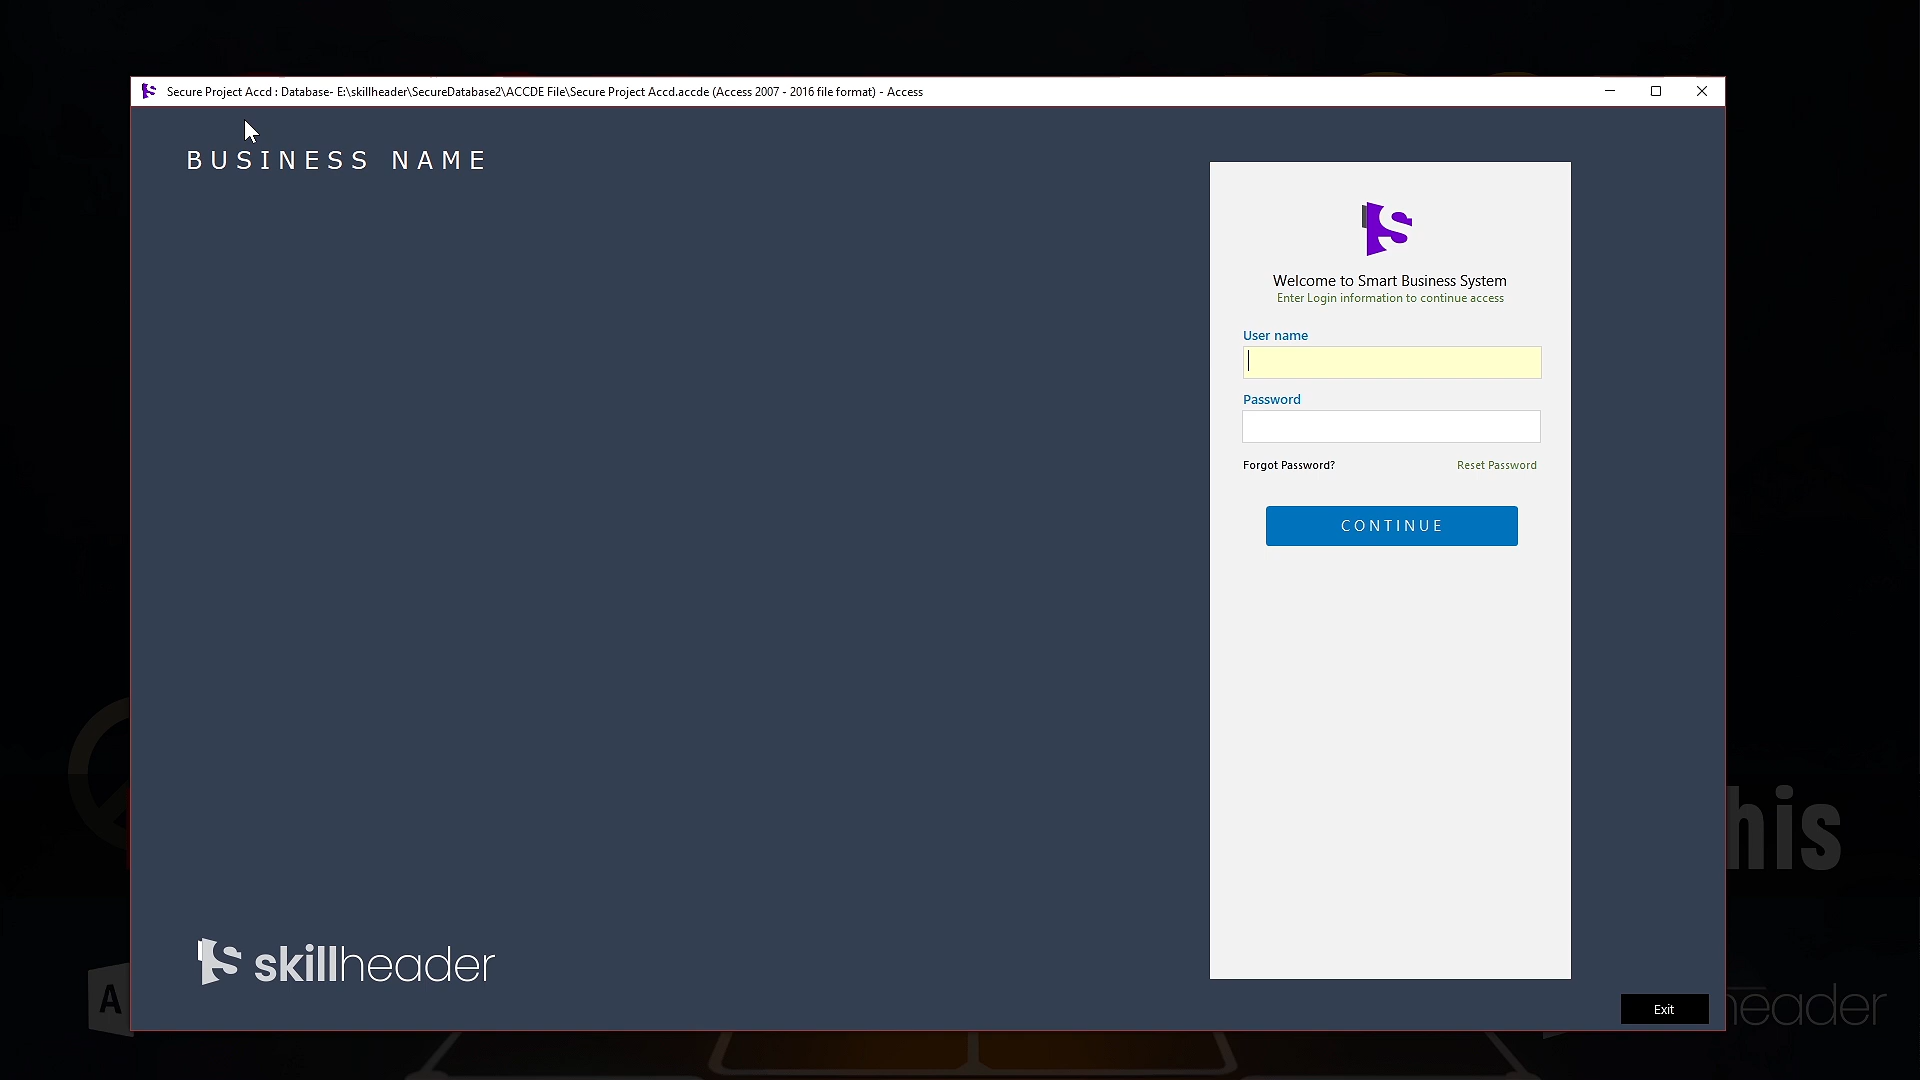 Secure Project Accd : Database- E:\skillheader\SecureDatabase2\ACCDE File\Secure Project Accd.accde (Access 2007 - 2016 file format) - Access
BUSINESS NAME
Welcome to Smart Business System
Enter Login information to continue access
User name
Password
Forgot Password?
Reset Password
CONTINUE
his
skillheader
A
header
Exit